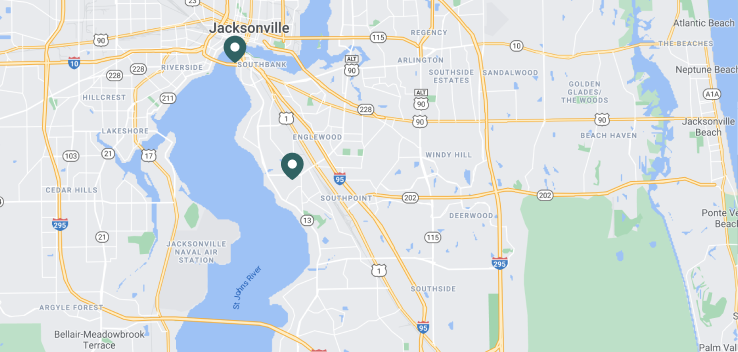 23
Jacksonville
Atlantic Beach
90
115
REGENCY
10
THE BEACHES
10
SOUTHBANK
RIVERSIDE
228
228
ALT
90
ARLINGTON
SOUTHSIDE
ESTATES
SANDALWOOD
Neptune Beach
GOLDEN
GLADES/
THE WOODS
A1A
HILLCREST
211
ALT
90
228
1
90
90
Jacksonville
Beach
LAKESHORE
ENGLEWOOD
BEACH HAVEN
103
21
17
WINDY HILL
95
CEDAR HILLS
SOUTHPOINT
202
202
295
13
DEERWOOD
Ponte Ve
Beach
21
115
JACKSONVILLE
NAVAL AIR
STATION
295
1
St Johns River
SOUTHSIDE
ARGYLE FOREST
95
Bellair-Meadowbrook
Terrace
S
Palm Val